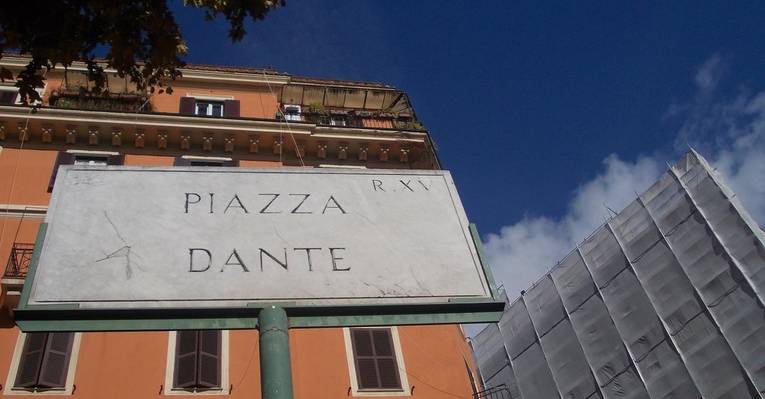 R. XV
PIAZZA
DANTE